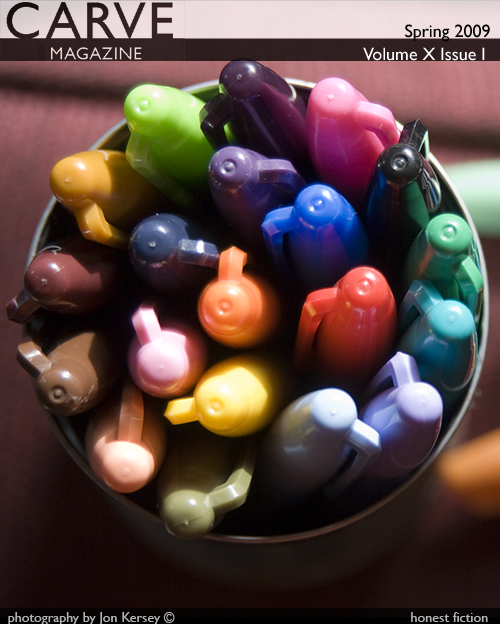 CARVE
MAGAZINE
Spring 2009
Volume X Issue I
photography by Jon Kersey ©
honest fiction